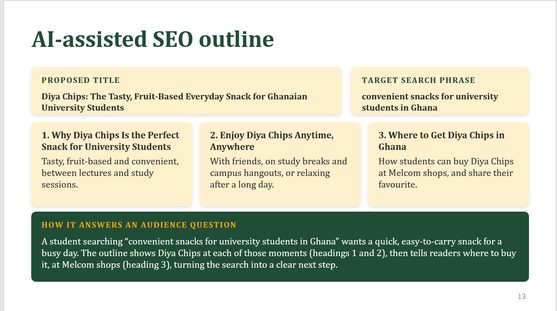 AI-assisted SEO outline
PROPOSED TITLE
Diya Chips: The Tasty, Fruit-Based Everyday Snack for Ghanaian
University Students
TARGET SEARCH PHRASE
convenient snacks for university
students in Ghana
1. Why Diya Chips Is the Perfect
Snack for University Students
Tasty, fruit-based and convenient,
between lectures and study
sessions.
2. Enjoy Diya Chips Anytime,
Anywhere
With friends, on study breaks and
campus hangouts, or relaxing
after a long day.
3. Where to Get Diya Chips in
Ghana
How students can buy Diya Chips
at Melcom shops, and share their
favourite.
HOW IT ANSWERS AN AUDIENCE QUESTION
A student searching "convenient snacks for university students in Ghana" wants a quick, easy-to-carry snack for a
busy day. The outline shows Diya Chips at each of those moments (headings 1 and 2), then tells readers where to buy
it, at Melcom shops (heading 3), turning the search into a clear next step.
13